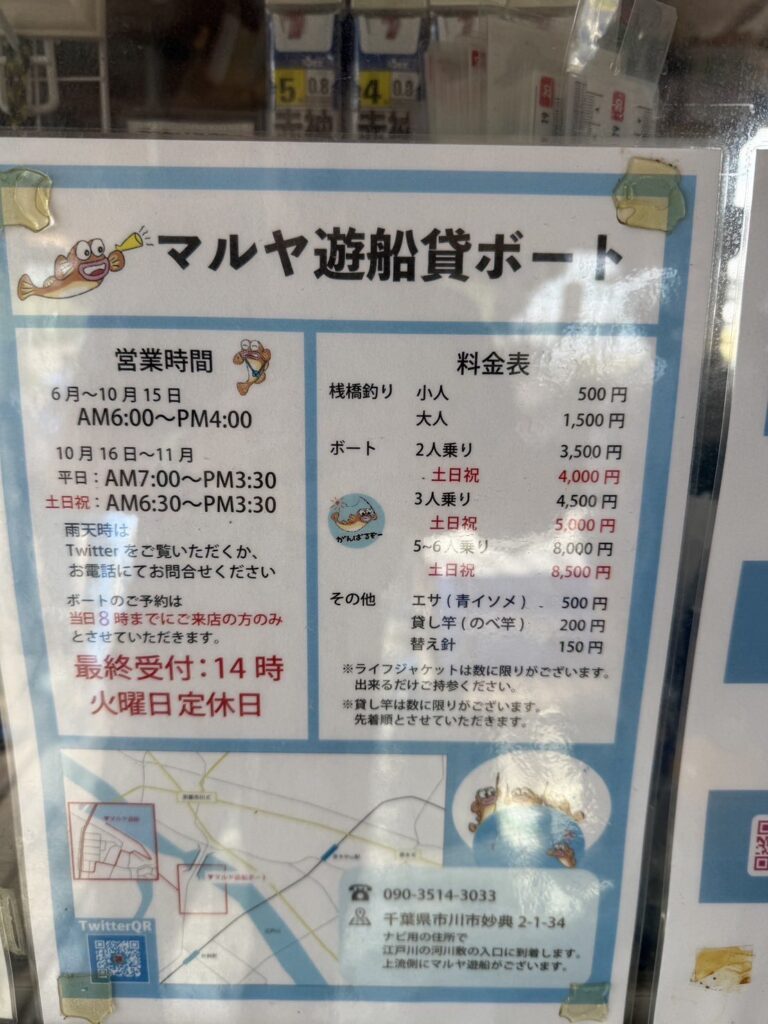 5 0.8
4 0.8
マルヤ遊船貸ボート
営業時間
6月〜10月15日
AM6:00〜PM4:00
10月16日〜11月
平日：AM7:00〜PM3:30
土日祝：AM6:30〜PM3:30
雨天時は
Twitterをご覧いただくか、
お電話にてお問合せください
ボートのご予約は
当日8時までにご来店の方のみ
とさせていただきます。
最終受付：14時
火曜日定休日
料金表
桟橋釣り 小人 500円
大人 1,500円
ボート 2人乗り 3,500円
土日祝 4,000円
3人乗り 4,500円
土日祝 5,000円
5~6人乗り 8,000円
土日祝 8,500円
がんばるぞー
その他 エサ(青イソメ) 500円
貸し竿(のべ竿) 200円
替え針 150円
※ライフジャケットは数に限りがございます。
出来るだけご持参ください。
※貸し竿は数に限りがございます。
先着順とさせていただきます。
TwitterQR
090-3514-3033
千葉県市川市妙典2-1-34
ナビ用の住所で
江戸川の河川敷の入口に到着します。
上流側にマルヤ遊船がございます。